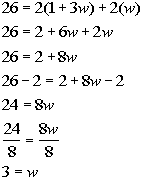 26 = 2(1 + 3w) + 2(w)
26 = 2 + 6w + 2w
26 = 2 + 8w
26 − 2 = 2 + 8w − 2
24 = 8w
24/8 = 8w/8
3 = w